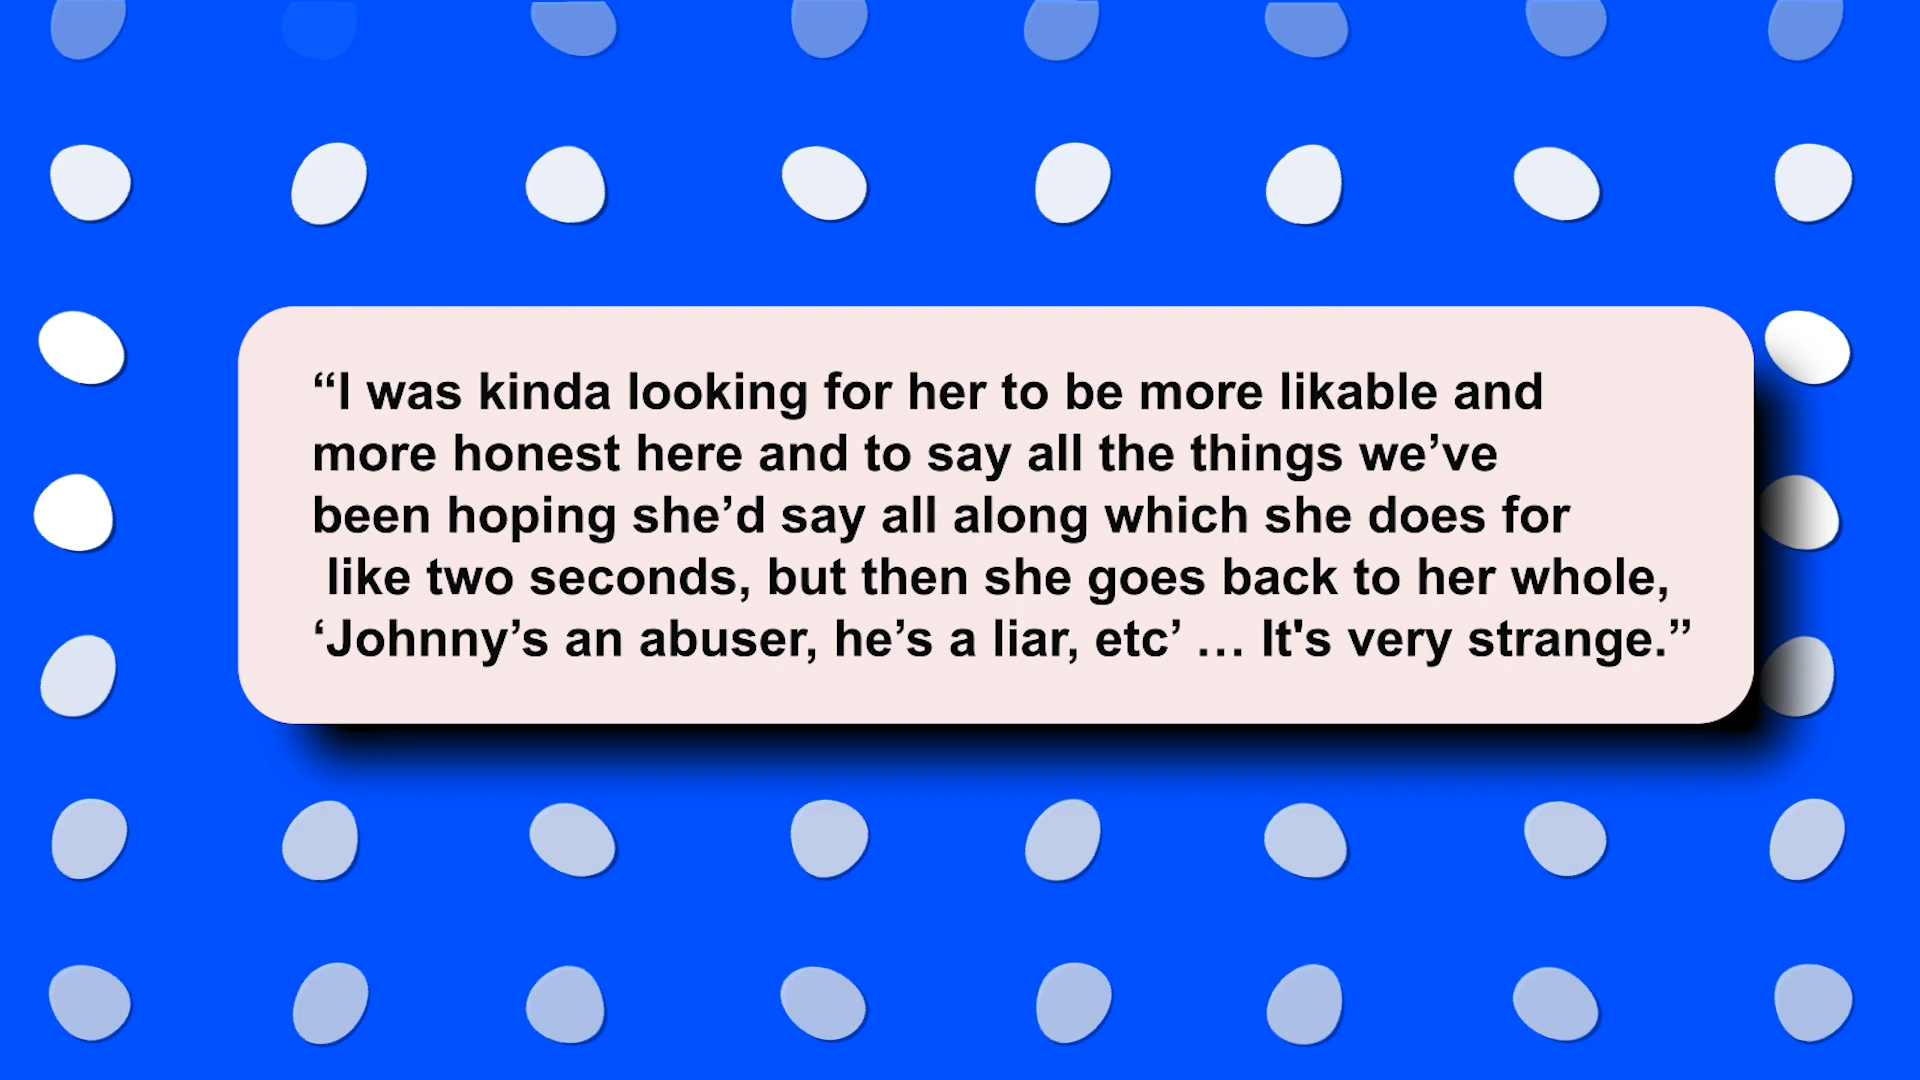 “I was kinda looking for her to be more likable and
more honest here and to say all the things we’ve
been hoping she’d say all along which she does for
like two seconds, but then she goes back to her whole,
‘Johnny’s an abuser, he’s a liar, etc’ … It's very strange.”